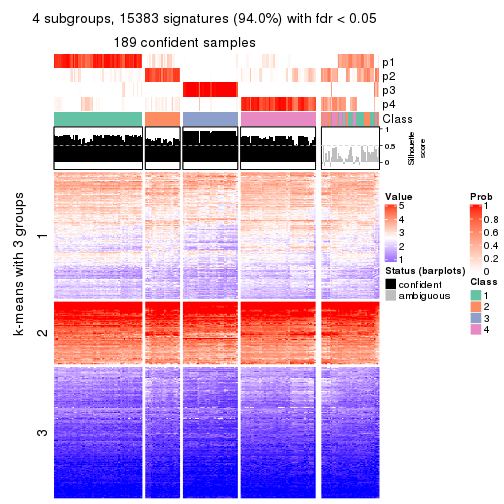 4 subgroups, 15383 signatures (94.0%) with fdr < 0.05
189 confident samples
p1
p2
p3
p4
Class
1
0.5
0
Silhouette
score
k-means with 3 groups
1
2
3
Value
5
4
3
2
1
Status (barplots)
confident
ambiguous
Prob
1
0.8
0.6
0.4
0.2
0
Class
1
2
3
4